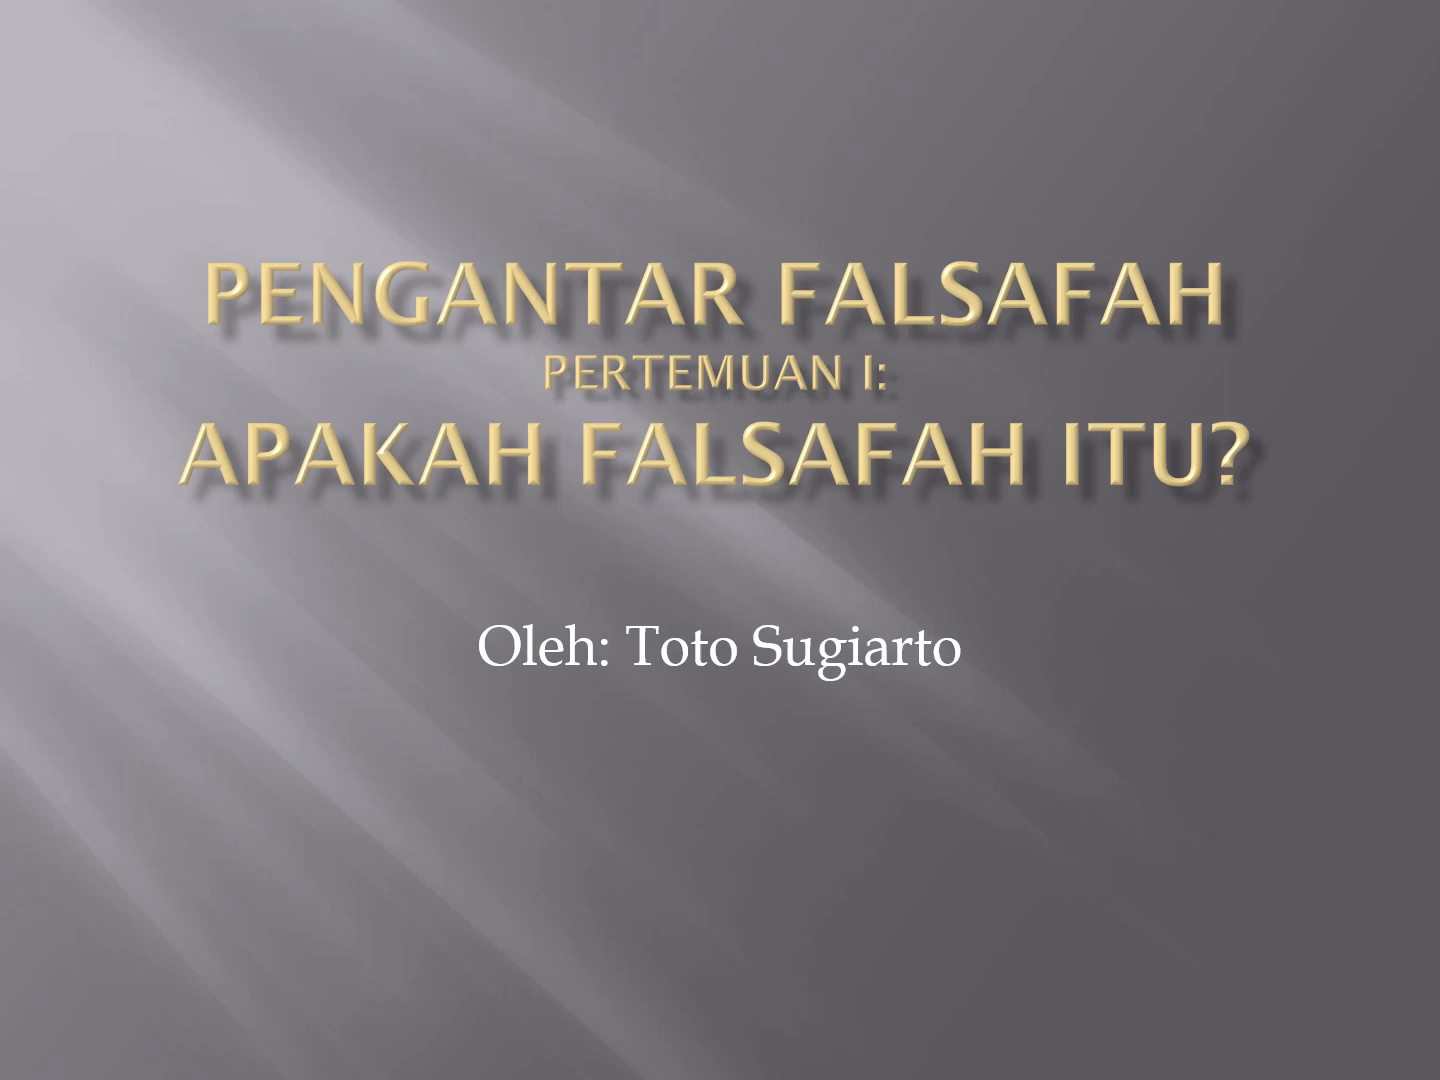 PENGANTAR FALSAFAH
PERTEMUAN I:
APAKAH FALSAFAH ITU?
Oleh: Toto Sugiarto